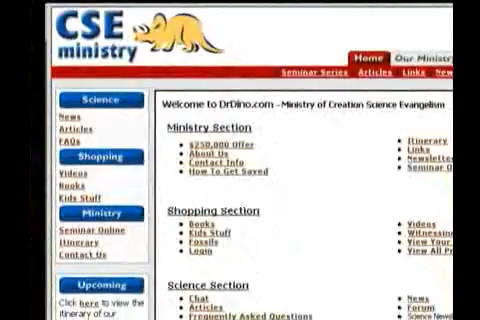 CSE
ministry
Home Our Ministry
Seminar Series Articles Links New
Science
News
Articles
FAQs
Shopping
Videos
Books
Kids Stuff
Ministry
Seminar Online
Itinerary
Contact Us
Upcoming
Click here to view the
itinerary of our
Welcome to DrDino.com - Ministry of Creation Science Evangelism
Ministry Section
$250,000 Offer
About Us
Contact Info
How To Get Saved
Itinerary
Links
Newslette
Seminar O
Shopping Section
Books
Kids Stuff
Fossils
Login
Videos
Witnessin
View Your
View All Pr
Science Section
Chat
Articles
Frequently Asked Questions
News
Forum
Science News